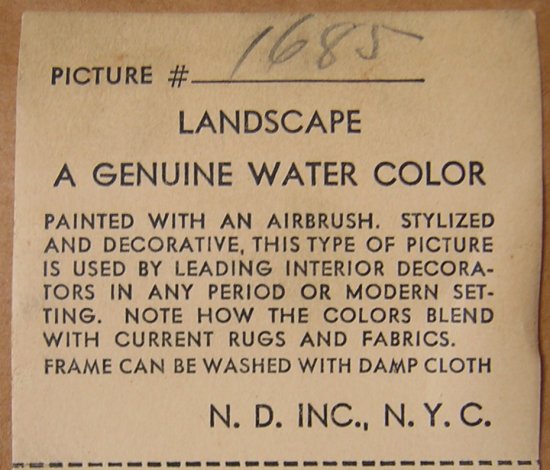 PICTURE # 1685
LANDSCAPE
A GENUINE WATER COLOR
PAINTED WITH AN AIRBRUSH. STYLIZED
AND DECORATIVE, THIS TYPE OF PICTURE
IS USED BY LEADING INTERIOR DECORA-
TORS IN ANY PERIOD OR MODERN SET-
TING. NOTE HOW THE COLORS BLEND
WITH CURRENT RUGS AND FABRICS.
FRAME CAN BE WASHED WITH DAMP CLOTH
N. D. INC., N. Y. C.